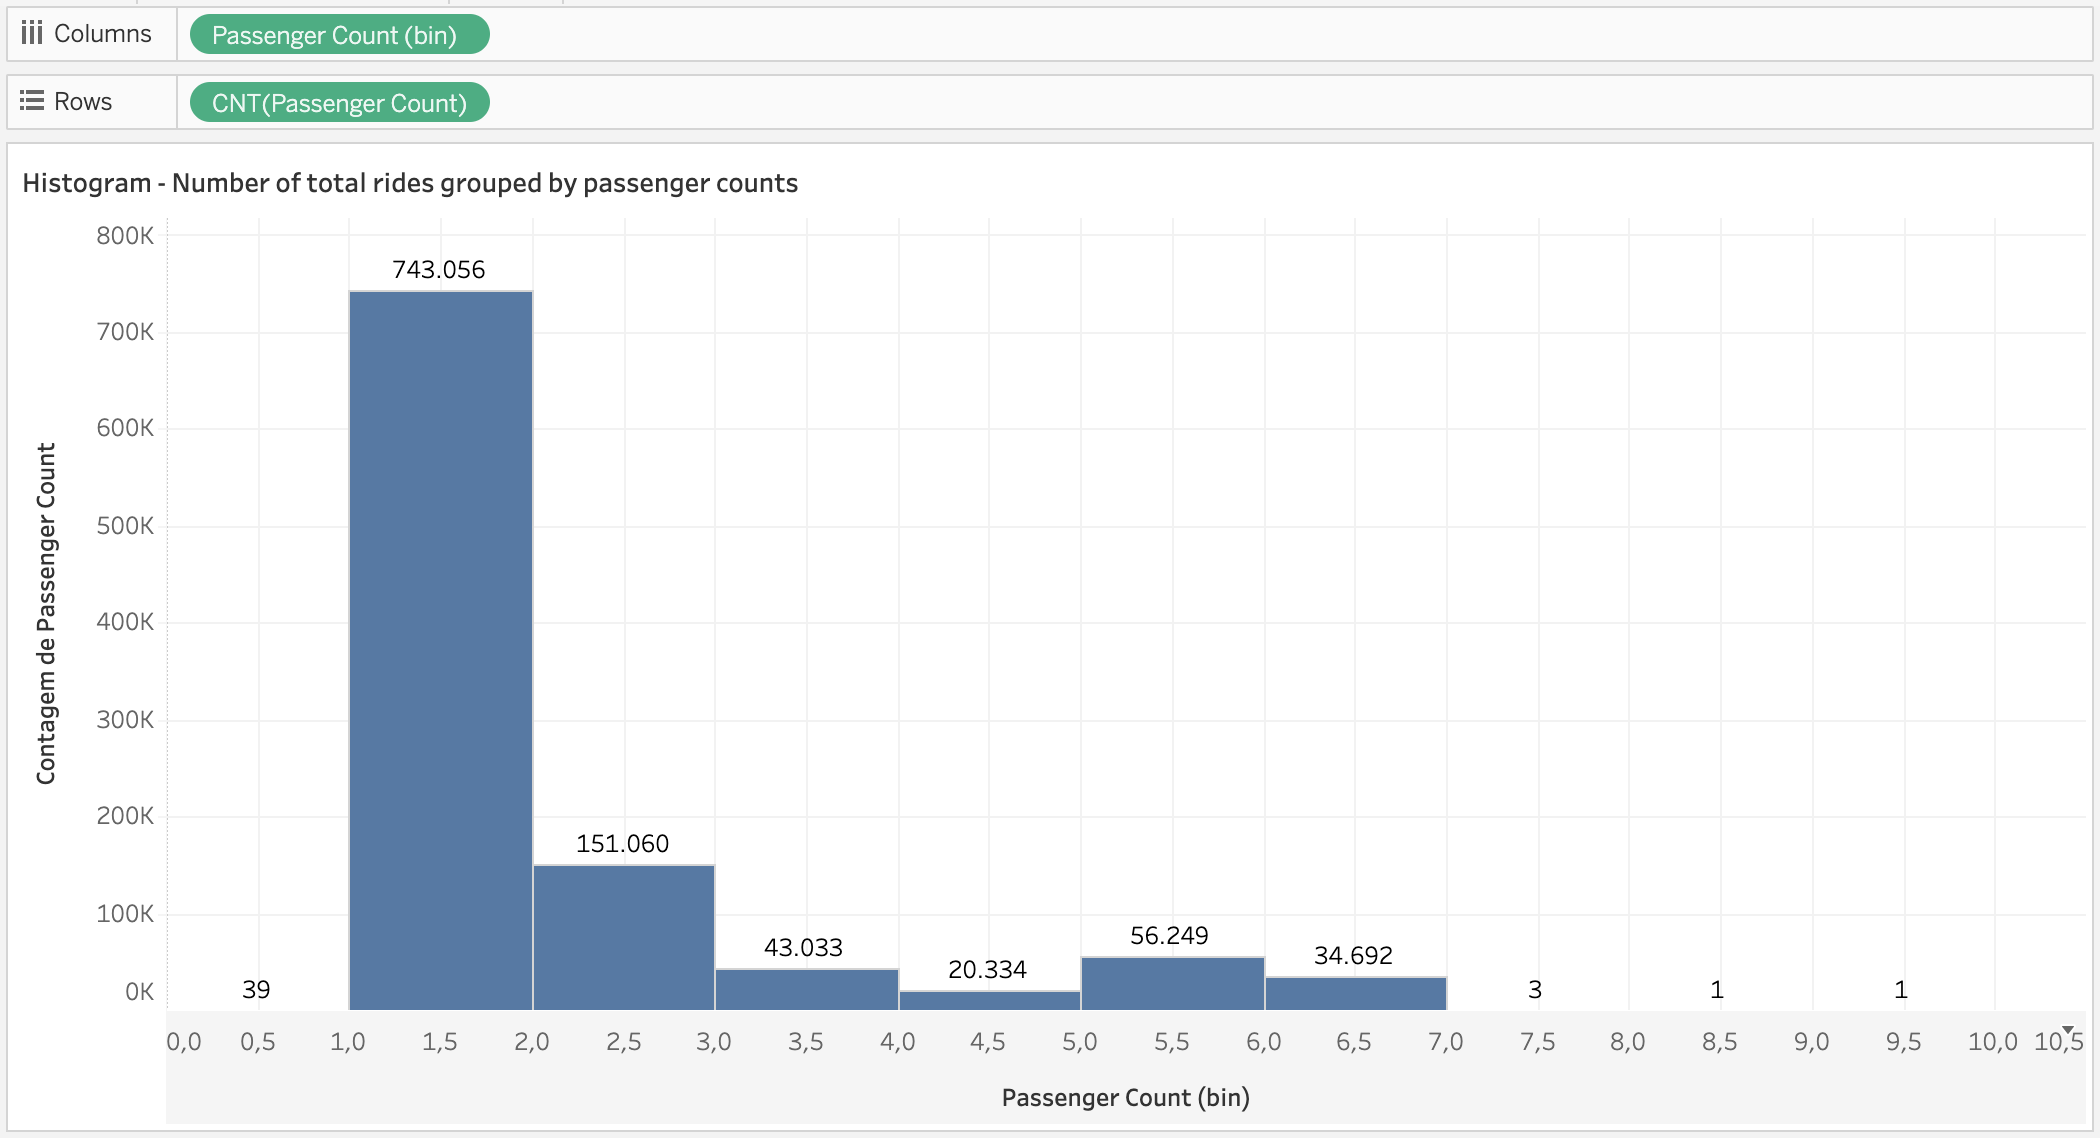 Columns
Passenger Count (bin)
Rows
CNT(Passenger Count)
Histogram - Number of total rides grouped by passenger counts
Contagem de Passenger Count
800K
700K
600K
500K
400K
300K
200K
100K
0K
39
743.056
151.060
43.033
20.334
56.249
34.692
3
1
1
0,0 0,5 1,0 1,5 2,0 2,5 3,0 3,5 4,0 4,5 5,0 5,5 6,0 6,5 7,0 7,5 8,0 8,5 9,0 9,5 10,0 10,5
Passenger Count (bin)